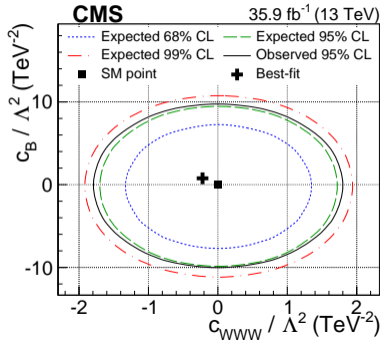 CMS 35.9 fb⁻¹ (13 TeV)
Expected 68% CL Expected 95% CL
Expected 99% CL Observed 95% CL
SM point Best-fit
c_B / Λ² (TeV⁻²)
10
0
-10
-2 -1 0 1 2
c_WWW / Λ² (TeV⁻²)